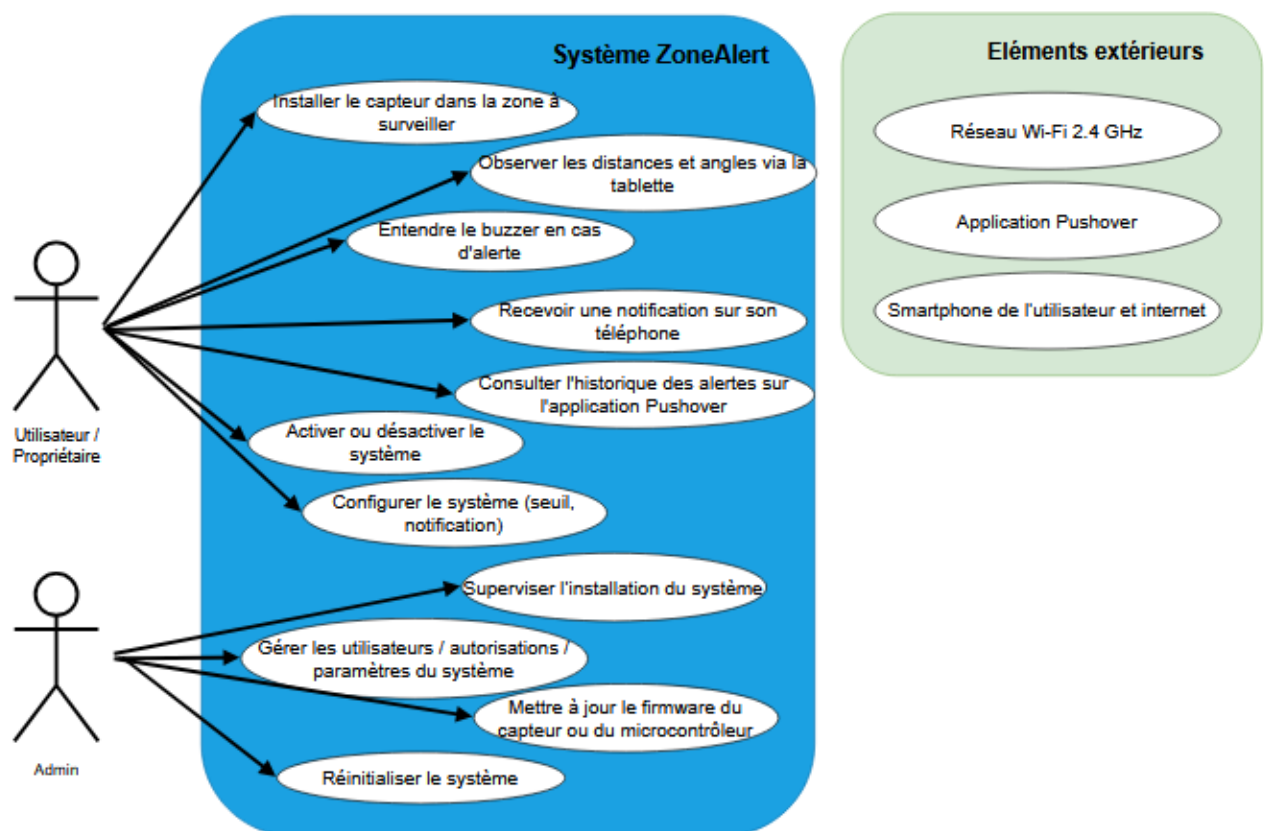 Système ZoneAlert
Installer le capteur dans la zone à
surveiller
Observer les distances et angles via la
tablette
Entendre le buzzer en cas
d'alerte
Recevoir une notification sur son
téléphone
Consulter l'historique des alertes sur
l'application Pushover
Activer ou désactiver le
système
Configurer le système (seuil,
notification)
Utilisateur /
Propriétaire
Superviser l'installation du système
Gérer les utilisateurs / autorisations /
paramètres du système
Mettre à jour le firmware du
capteur ou du microcontrôleur
Réinitialiser le système
Admin
Eléments extérieurs
Réseau Wi-Fi 2.4 GHz
Application Pushover
Smartphone de l'utilisateur et internet